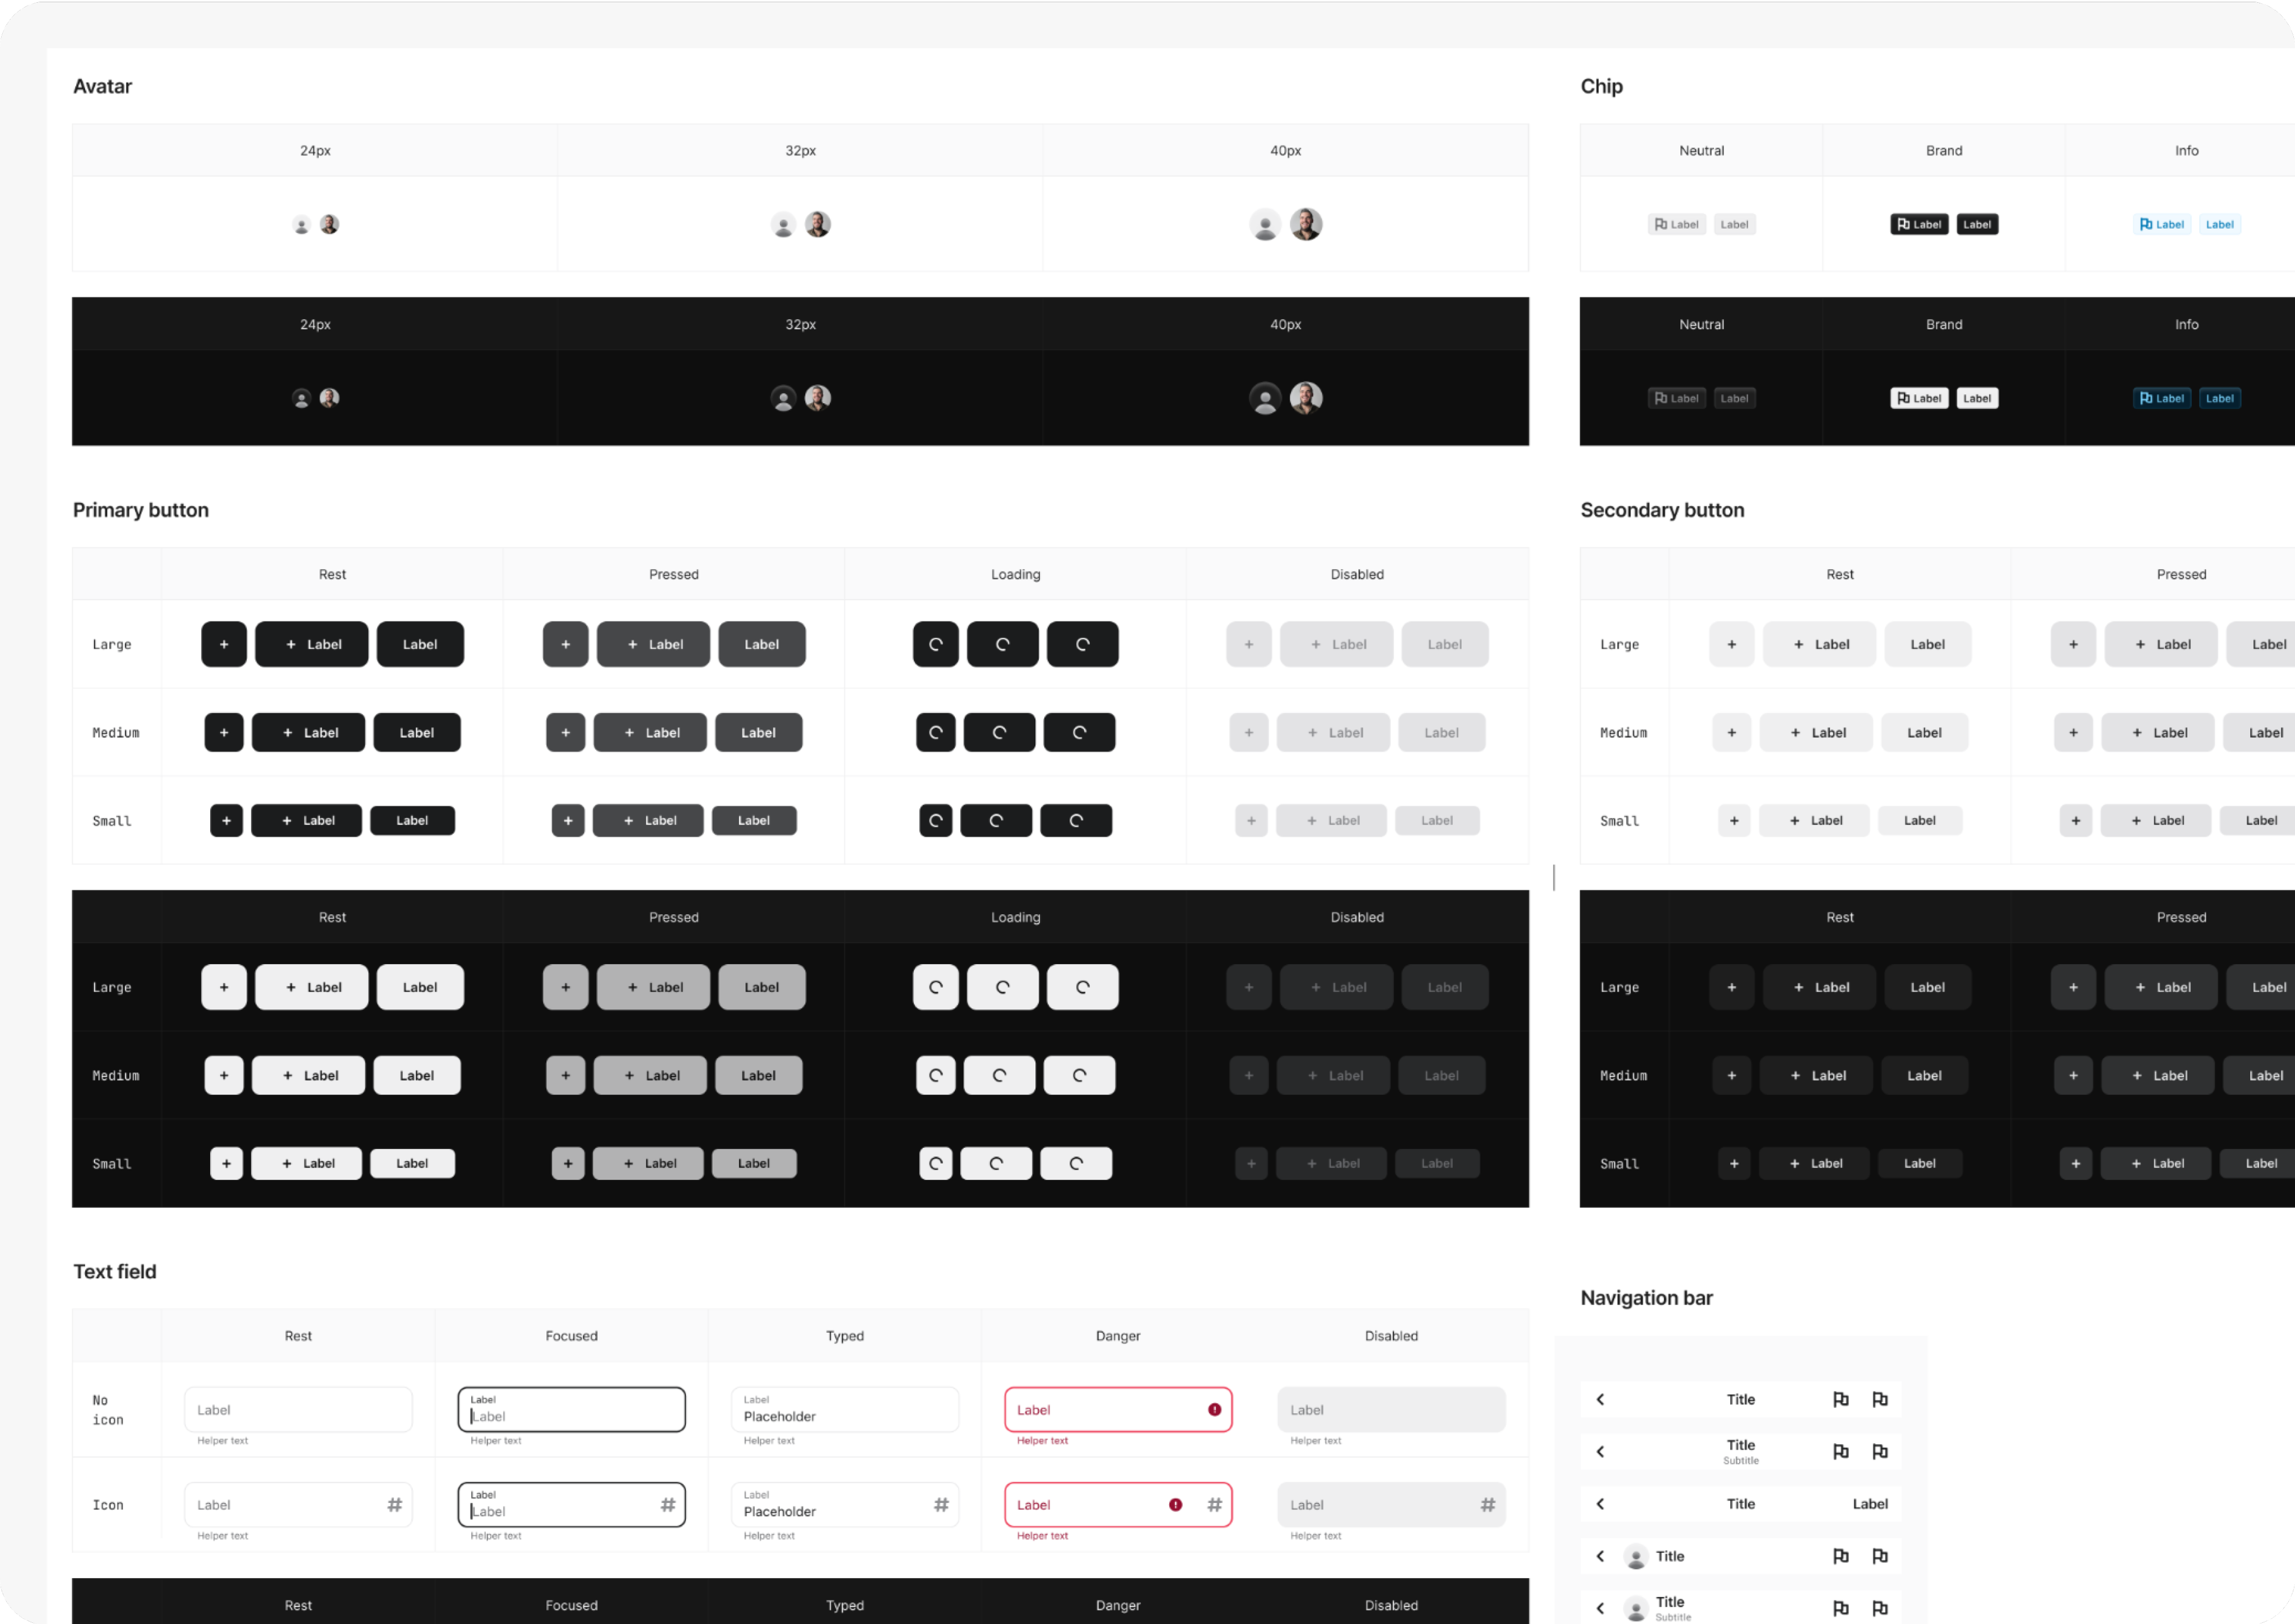 Avatar
24px 32px 40px
24px 32px 40px
Chip
Neutral Brand Info
Label Label Label Label Label Label
Neutral Brand Info
Label Label Label Label Label Label
Primary button
Rest Pressed Loading Disabled
Large + Label Label + Label Label + Label Label
Medium + Label Label + Label Label + Label Label
Small + Label Label + Label Label + Label Label
Rest Pressed Loading Disabled
Large + Label Label + Label Label + Label Label
Medium + Label Label + Label Label + Label Label
Small + Label Label + Label Label + Label Label
Secondary button
Rest Pressed
Large + Label Label + Label Label
Medium + Label Label + Label Label
Small + Label Label + Label Label
Rest Pressed
Large + Label Label + Label Label
Medium + Label Label + Label Label
Small + Label Label + Label Label
Text field
Rest Focused Typed Danger Disabled
No
icon
Label
Helper text
Label
Label
Helper text
Label
Placeholder
Helper text
Label
Helper text
Label
Helper text
Icon
Label #
Helper text
Label
Label #
Helper text
Label
Placeholder #
Helper text
Label #
Helper text
Label #
Helper text
Rest Focused Typed Danger Disabled
Navigation bar
Title
Title
Subtitle
Title Label
Title
Title
Subtitle